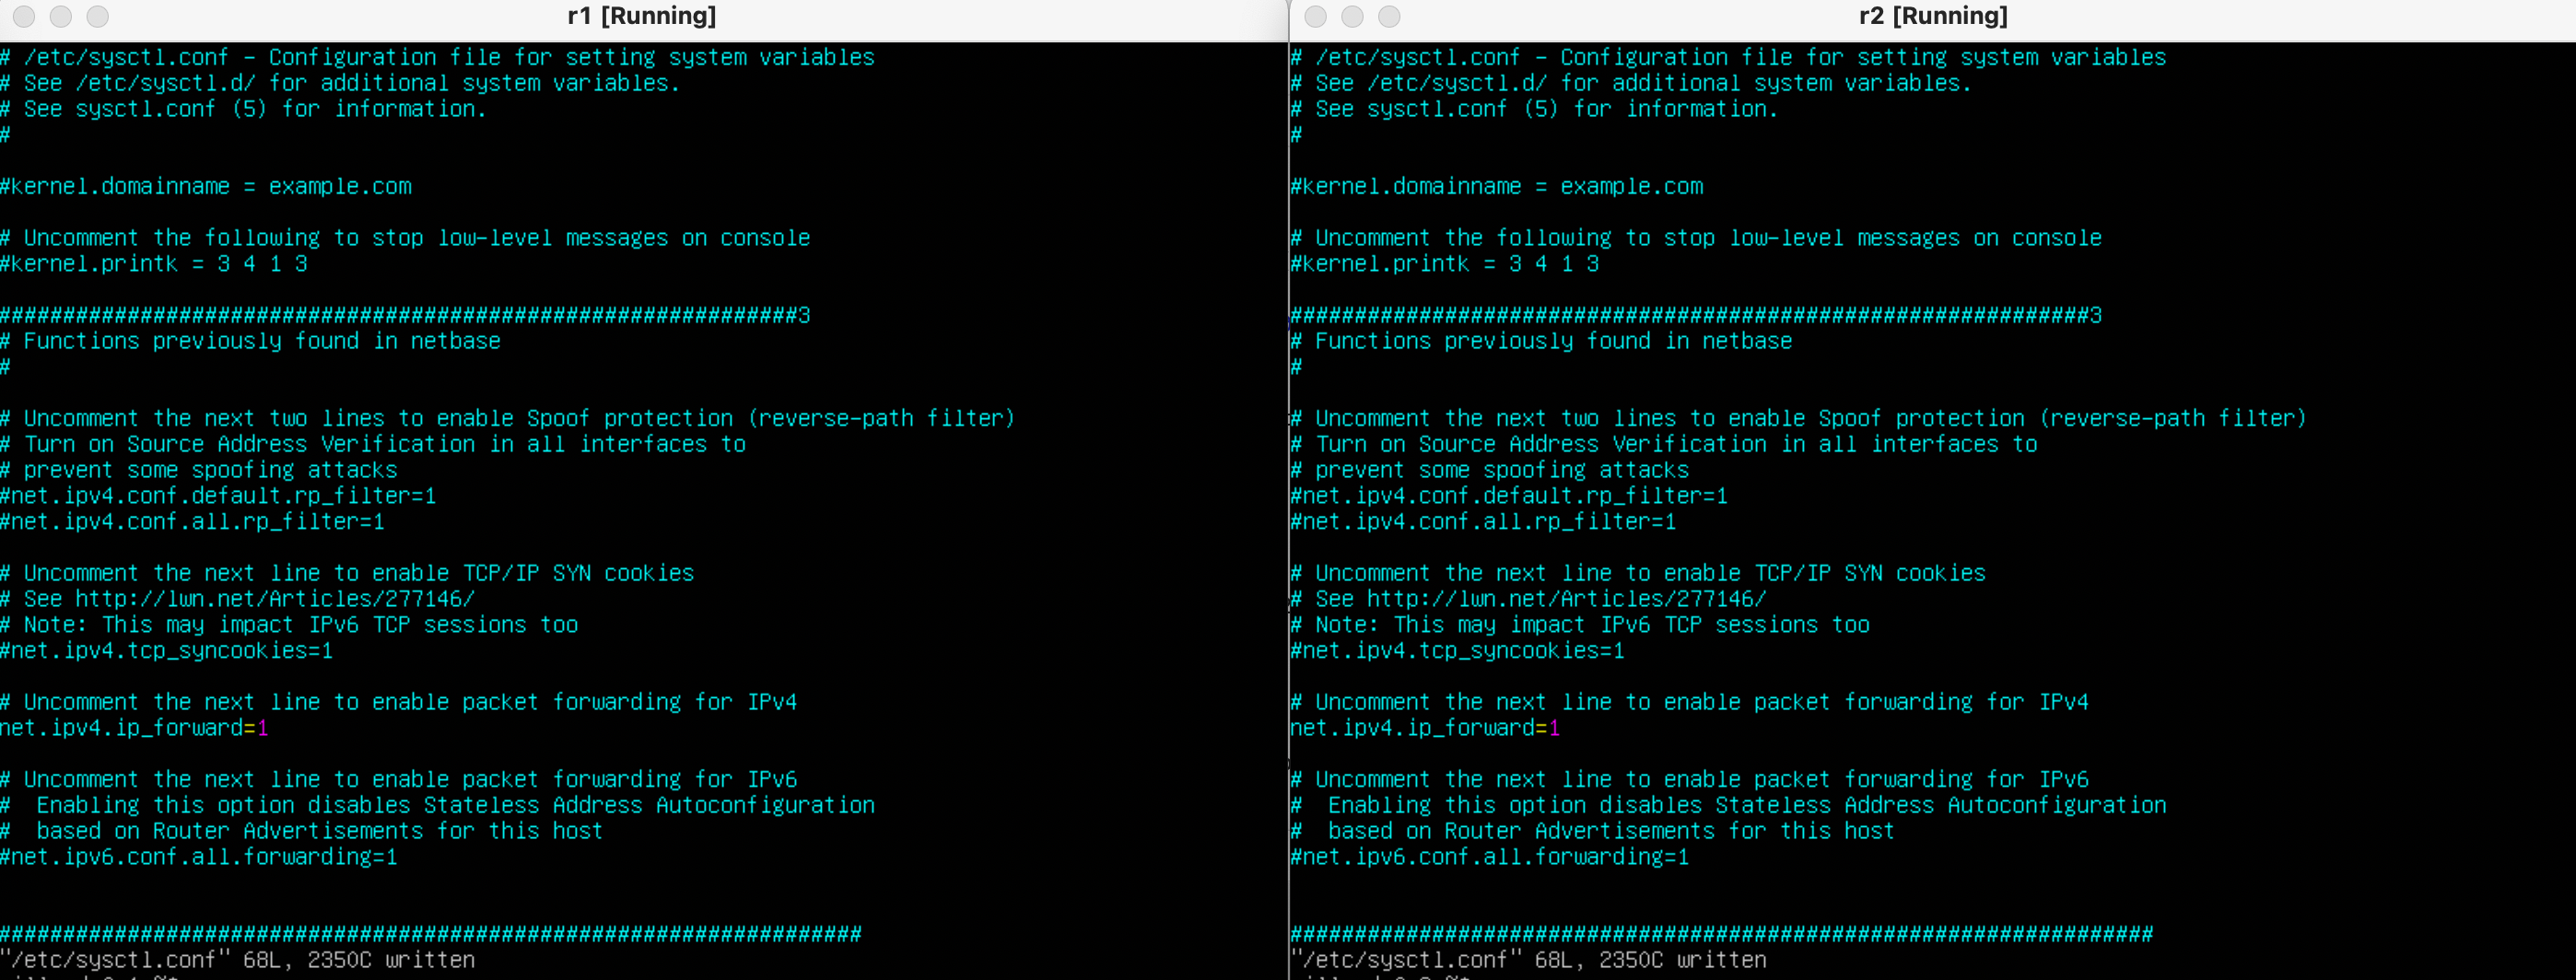 r1 [Running]
# /etc/sysctl.conf - Configuration file for setting system variables
# See /etc/sysctl.d/ for additional system variables.
# See sysctl.conf (5) for information.
#
#kernel.domainname = example.com
# Uncomment the following to stop low-level messages on console
#kernel.printk = 3 4 1 3
##############################################################3
# Functions previously found in netbase
#
# Uncomment the next two lines to enable Spoof protection (reverse-path filter)
# Turn on Source Address Verification in all interfaces to
# prevent some spoofing attacks
#net.ipv4.conf.default.rp_filter=1
#net.ipv4.conf.all.rp_filter=1
# Uncomment the next line to enable TCP/IP SYN cookies
# See http://lwn.net/Articles/277146/
# Note: This may impact IPv6 TCP sessions too
#net.ipv4.tcp_syncookies=1
# Uncomment the next line to enable packet forwarding for IPv4
net.ipv4.ip_forward=1
# Uncomment the next line to enable packet forwarding for IPv6
#  Enabling this option disables Stateless Address Autoconfiguration
#  based on Router Advertisements for this host
#net.ipv6.conf.all.forwarding=1
###################################################################
"/etc/sysctl.conf" 68L, 2350C written
r2 [Running]
# /etc/sysctl.conf - Configuration file for setting system variables
# See /etc/sysctl.d/ for additional system variables.
# See sysctl.conf (5) for information.
#
#kernel.domainname = example.com
# Uncomment the following to stop low-level messages on console
#kernel.printk = 3 4 1 3
##############################################################3
# Functions previously found in netbase
#
# Uncomment the next two lines to enable Spoof protection (reverse-path filter)
# Turn on Source Address Verification in all interfaces to
# prevent some spoofing attacks
#net.ipv4.conf.default.rp_filter=1
#net.ipv4.conf.all.rp_filter=1
# Uncomment the next line to enable TCP/IP SYN cookies
# See http://lwn.net/Articles/277146/
# Note: This may impact IPv6 TCP sessions too
#net.ipv4.tcp_syncookies=1
# Uncomment the next line to enable packet forwarding for IPv4
net.ipv4.ip_forward=1
# Uncomment the next line to enable packet forwarding for IPv6
#  Enabling this option disables Stateless Address Autoconfiguration
#  based on Router Advertisements for this host
#net.ipv6.conf.all.forwarding=1
###################################################################
"/etc/sysctl.conf" 68L, 2350C written